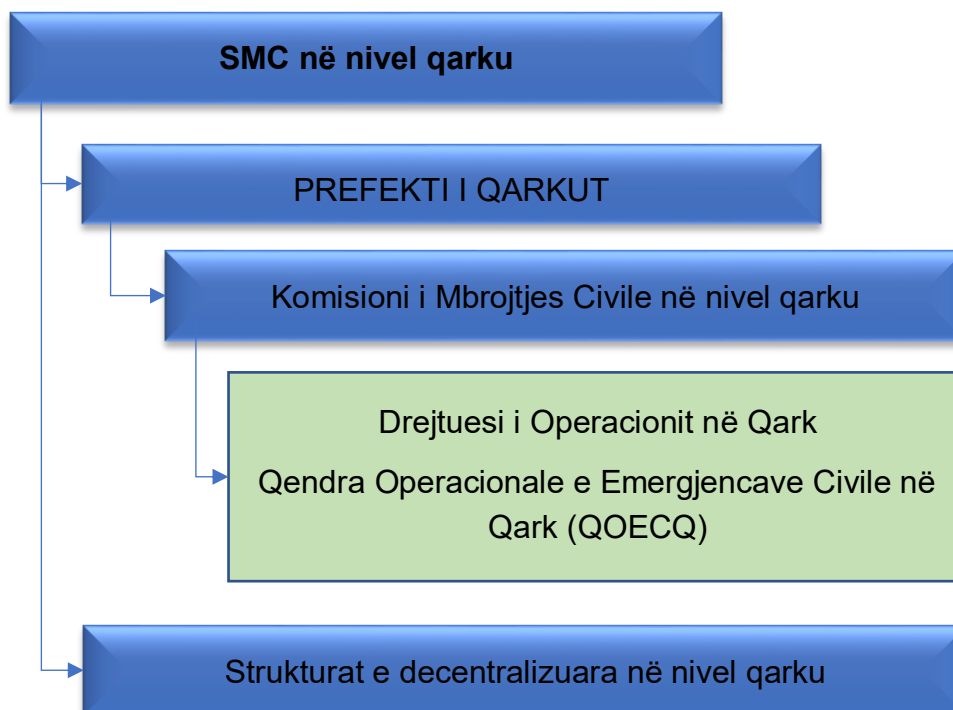 SMC në nivel qarku
PREFEKTI I QARKUT
Komisioni i Mbrojtjes Civile në nivel qarku
Drejtuesi i Operacionit në Qark
Qendra Operacionale e Emergjencave Civile në
Qark (QOECQ)
Strukturat e decentralizuara në nivel qarku